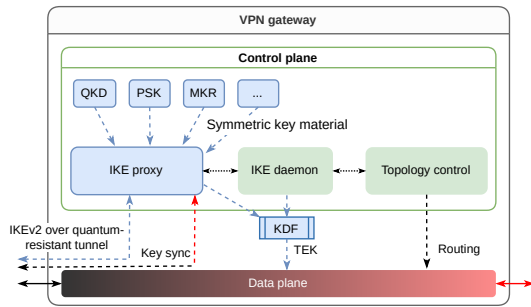 VPN gateway
Control plane
QKD
PSK
MKR
...
Symmetric key material
IKE proxy
IKE daemon
Topology control
IKEv2 over quantum-
resistant tunnel
KDF
Key sync
TEK
Routing
Data plane